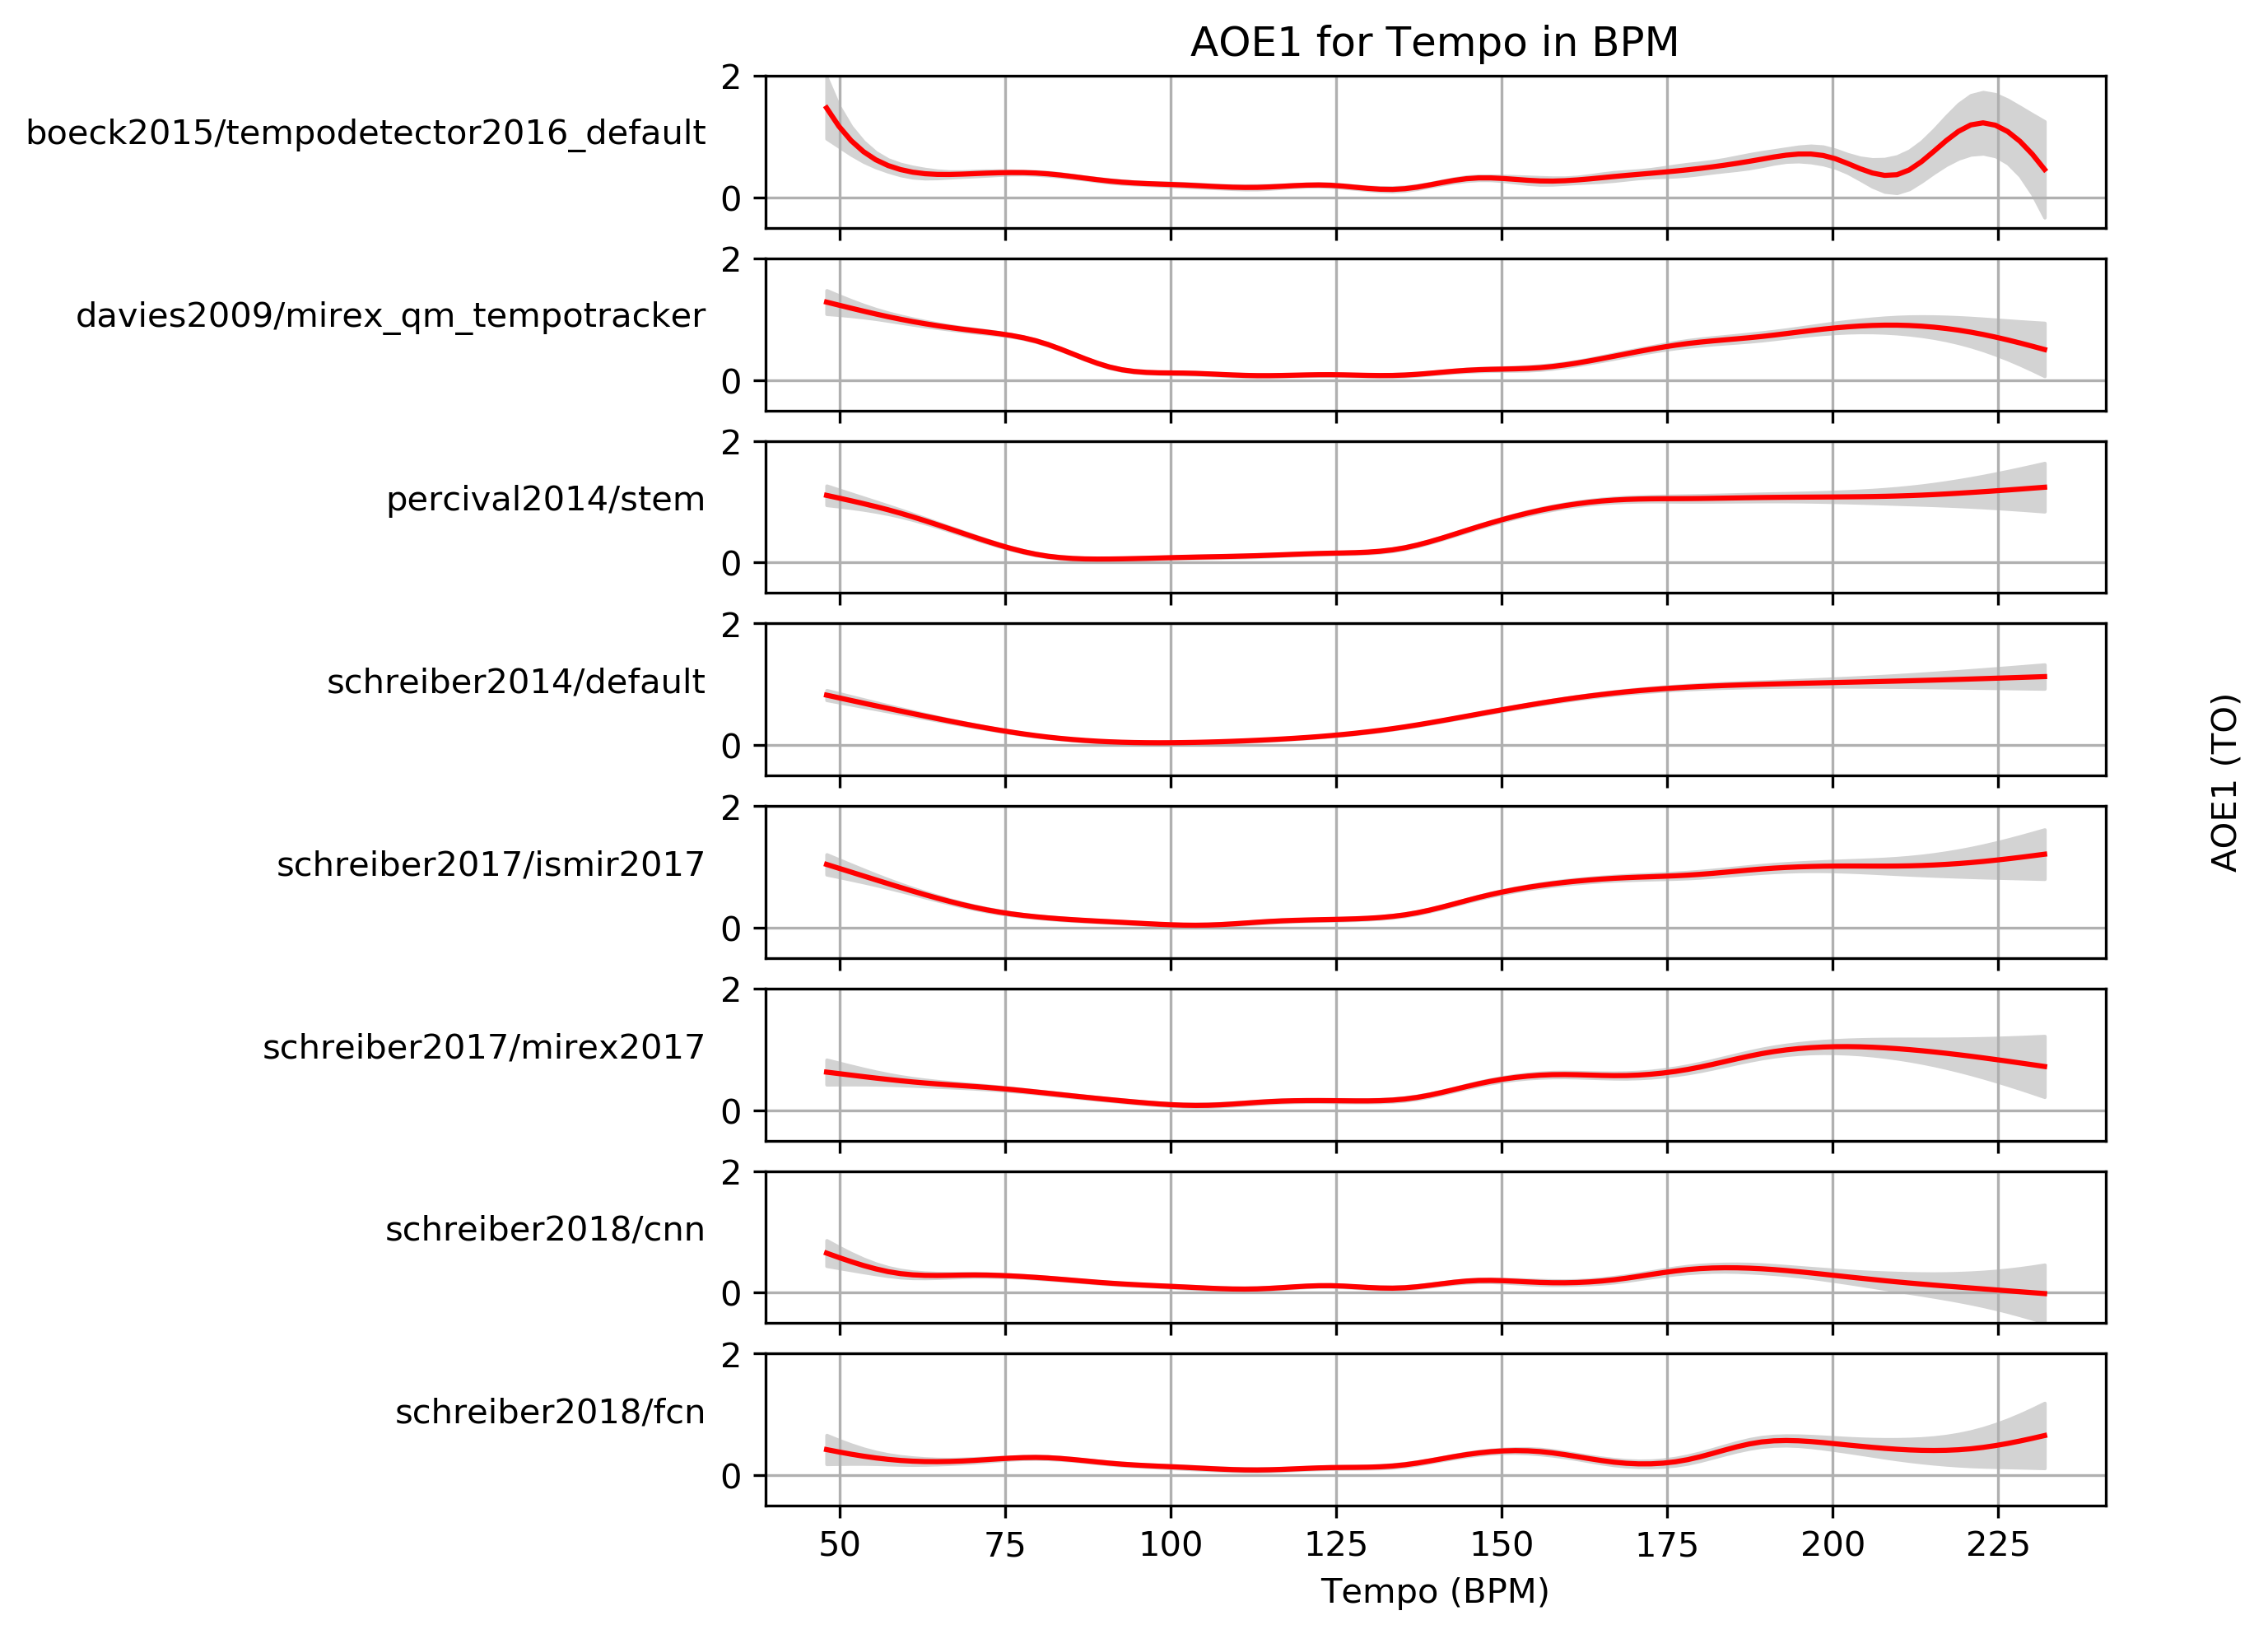 AOE1 for Tempo in BPM
boeck2015/tempodetector2016_default
2
0
davies2009/mirex_qm_tempotracker
2
0
percival2014/stem
2
0
schreiber2014/default
2
0
schreiber2017/ismir2017
2
0
schreiber2017/mirex2017
2
0
schreiber2018/cnn
2
0
schreiber2018/fcn
2
0
50 75 100 125 150 175 200 225
Tempo (BPM)
AOE1 (TO)